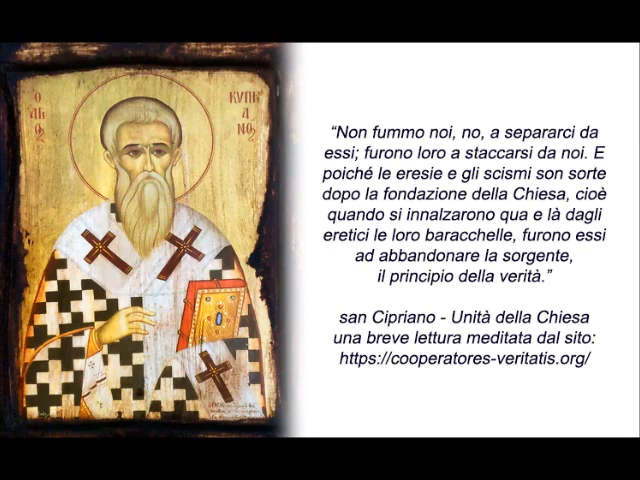 Ο ΑΓΙΟΣ
ΚΥΠΡΙΑΝΟΣ
“Non fummo noi, no, a separarci da
essi; furono loro a staccarsi da noi. E
poiché le eresie e gli scismi son sorte
dopo la fondazione della Chiesa, cioè
quando si innalzarono qua e là dagli
eretici le loro baracchelle, furono essi
ad abbandonare la sorgente,
il principio della verità.”
san Cipriano - Unità della Chiesa
una breve lettura meditata dal sito:
https://cooperatores-veritatis.org/